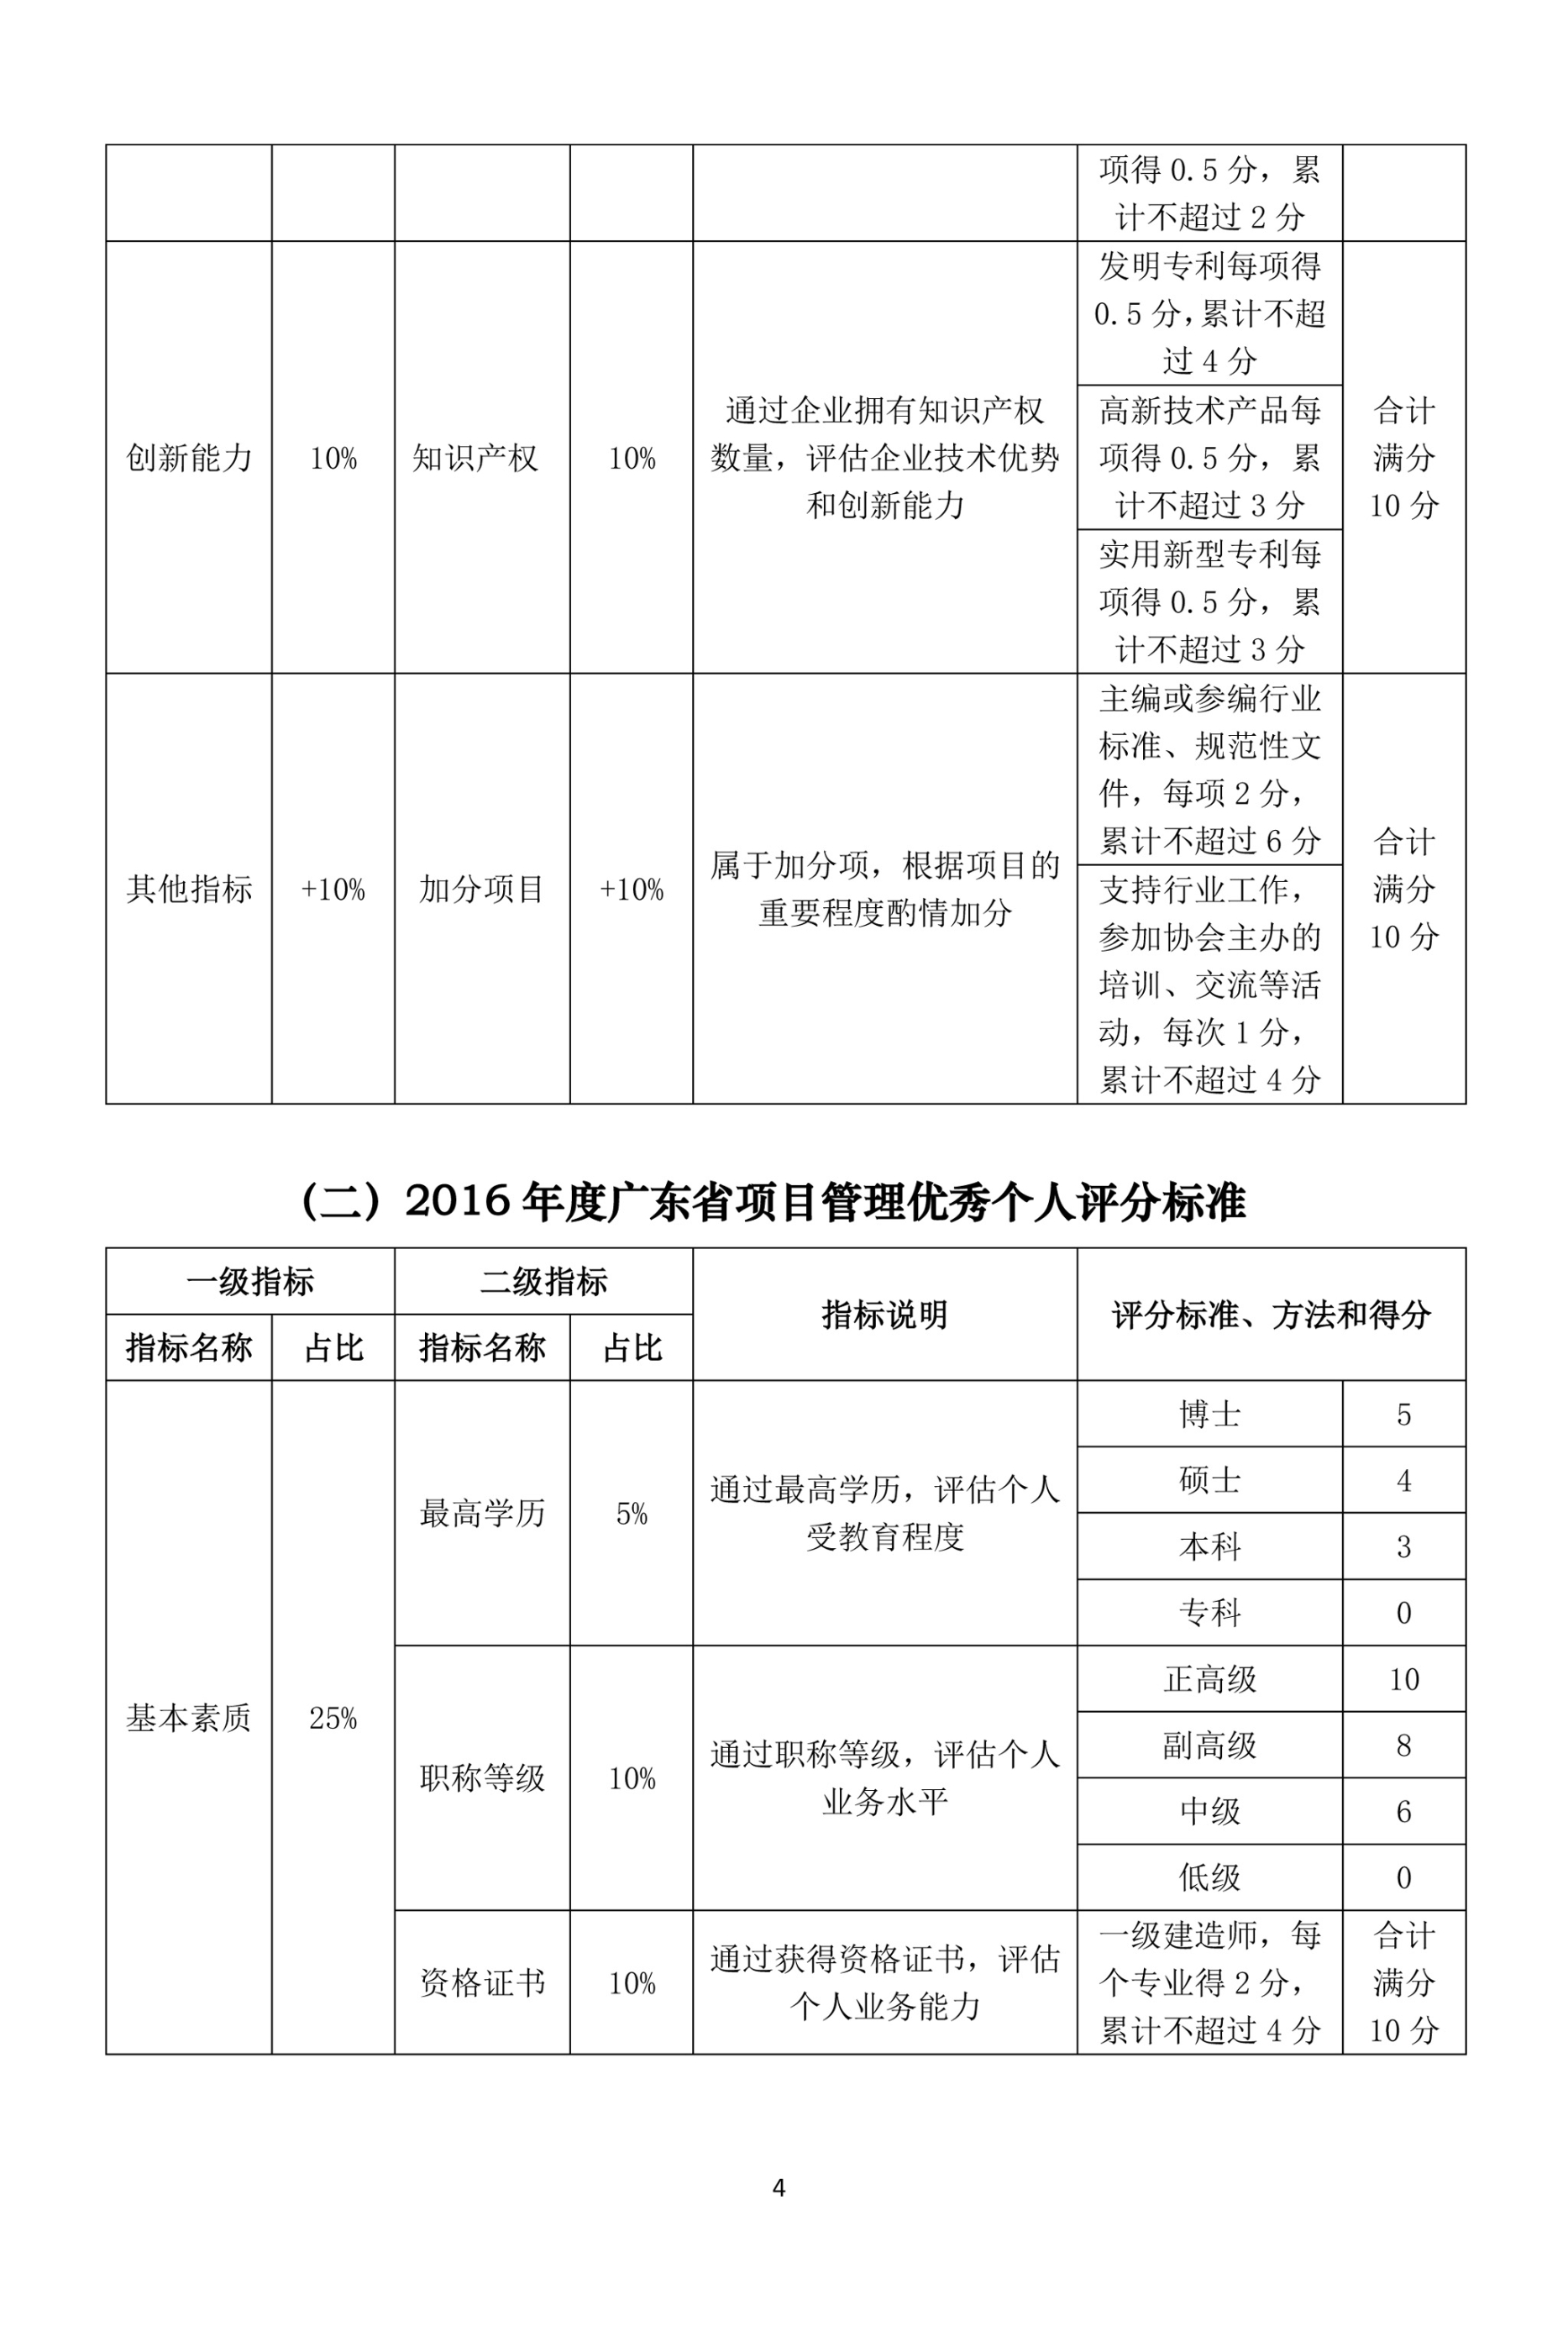 项得 0.5 分，累
计不超过 2 分
创新能力
10%
知识产权
10%
通过企业拥有知识产权
数量，评估企业技术优势
和创新能力
发明专利每项得
0.5 分，累计不超
过 4 分
高新技术产品每
项得 0.5 分，累
计不超过 3 分
实用新型专利每
项得 0.5 分，累
计不超过 3 分
合计
满分
10 分
其他指标
+10%
加分项目
+10%
属于加分项，根据项目的
重要程度酌情加分
主编或参编行业
标准、规范性文
件，每项 2 分，
累计不超过 6 分
支持行业工作，
参加协会主办的
培训、交流等活
动，每次 1 分，
累计不超过 4 分
合计
满分
10 分
（二）2016 年度广东省项目管理优秀个人评分标准
一级指标
二级指标
指标说明
评分标准、方法和得分
指标名称
占比
指标名称
占比
基本素质
25%
最高学历
5%
通过最高学历，评估个人
受教育程度
博士
5
硕士
4
本科
3
专科
0
职称等级
10%
通过职称等级，评估个人
业务水平
正高级
10
副高级
8
中级
6
低级
0
资格证书
10%
通过获得资格证书，评估
个人业务能力
一级建造师，每
个专业得 2 分，
累计不超过 4 分
合计
满分
10 分
4